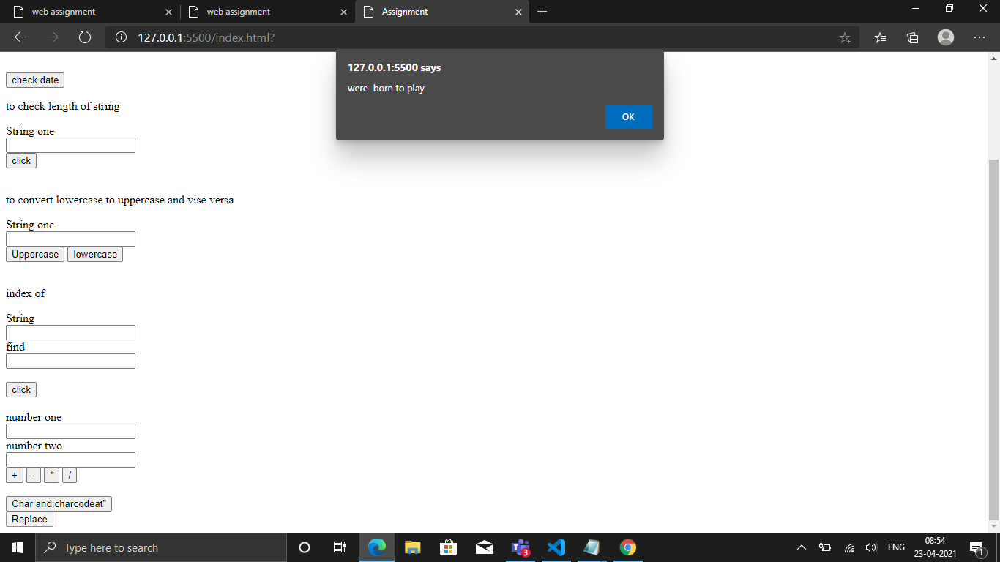 web assignment
web assignment
Assignment
127.0.0.1:5500/index.html?
127.0.0.1:5500 says
were  born to play
OK
check date
to check length of string
String one
click
to convert lowercase to uppercase and vise versa
String one
Uppercase lowercase
index of
String
find
click
number one
number two
+ - * /
Char and charcodeat"
Replace
Type here to search
3
ENG
08:54
23-04-2021
1